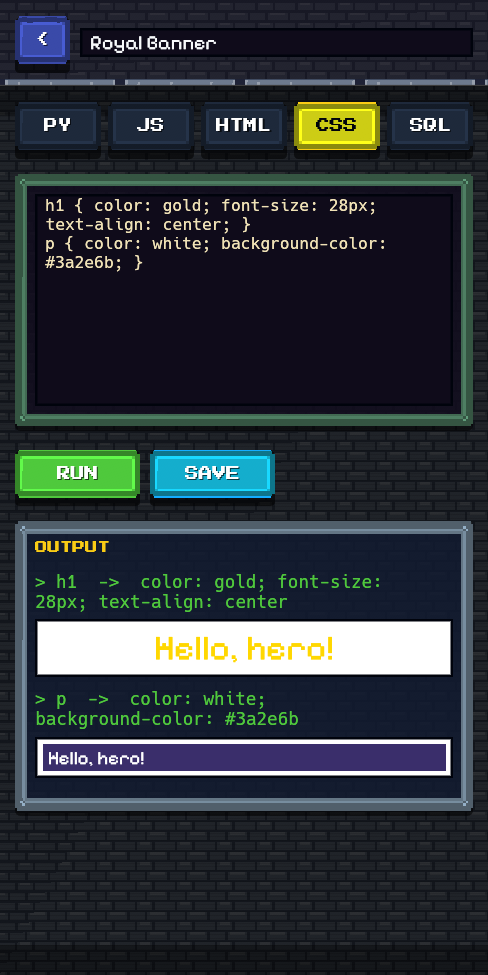 <
Royal Banner
PY JS HTML CSS SQL
h1 { color: gold; font-size: 28px;
text-align: center; }
p { color: white; background-color:
#3a2e6b; }
RUN SAVE
OUTPUT
> h1  ->  color: gold; font-size:
28px; text-align: center
Hello, hero!
> p  ->  color: white;
background-color: #3a2e6b
Hello, hero!